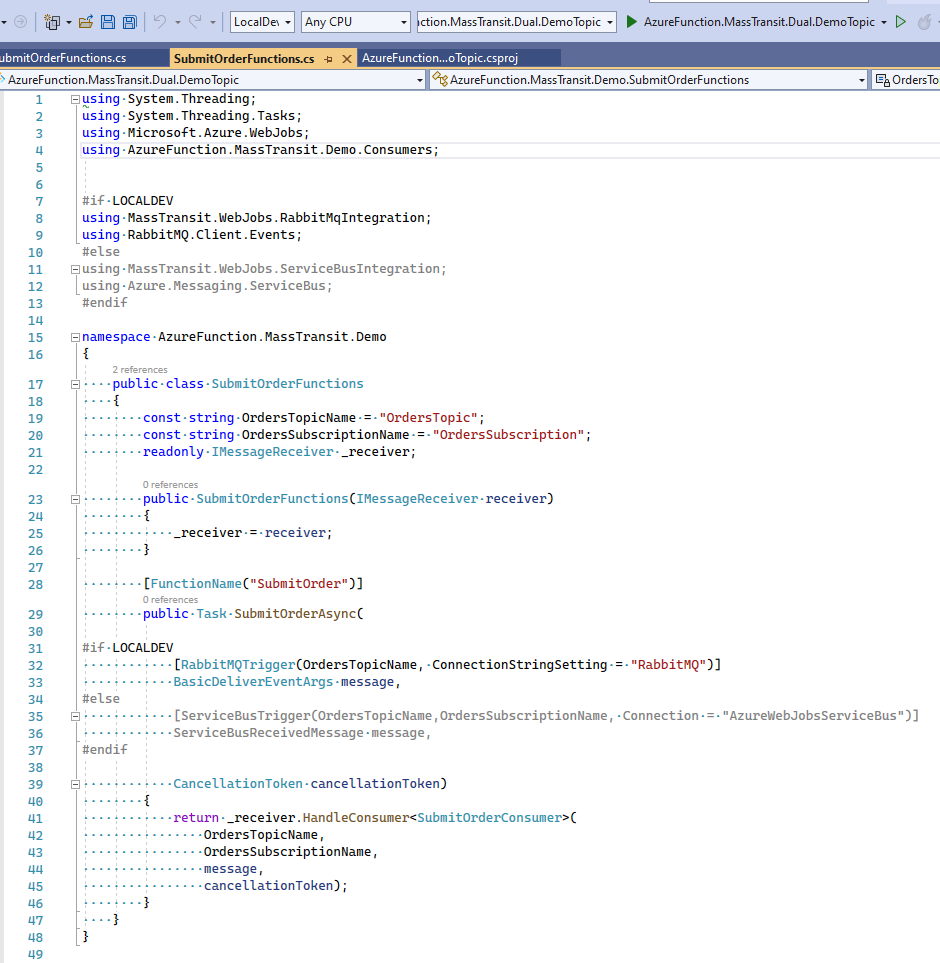 LocalDev Any CPU ction.MassTransit.Dual.DemoTopic AzureFunction.MassTransit.Dual.DemoTopic
ubmitOrderFunctions.cs SubmitOrderFunctions.cs AzureFunction...oTopic.csproj
AzureFunction.MassTransit.Dual.DemoTopic AzureFunction.MassTransit.Demo.SubmitOrderFunctions OrdersTo
1 using System.Threading;
2 using System.Threading.Tasks;
3 using Microsoft.Azure.WebJobs;
4 using AzureFunction.MassTransit.Demo.Consumers;
5
6
7 #if LOCALDEV
8 using MassTransit.WebJobs.RabbitMqIntegration;
9 using RabbitMQ.Client.Events;
10 #else
11 using MassTransit.WebJobs.ServiceBusIntegration;
12 using Azure.Messaging.ServiceBus;
13 #endif
14
15 namespace AzureFunction.MassTransit.Demo
16 {
2 references
17 public class SubmitOrderFunctions
18 {
19 const string OrdersTopicName = "OrdersTopic";
20 const string OrdersSubscriptionName = "OrdersSubscription";
21 readonly IMessageReceiver _receiver;
22
0 references
23 public SubmitOrderFunctions(IMessageReceiver receiver)
24 {
25 _receiver = receiver;
26 }
27
28 [FunctionName("SubmitOrder")]
0 references
29 public Task SubmitOrderAsync(
30
31 #if LOCALDEV
32 [RabbitMQTrigger(OrdersTopicName, ConnectionStringSetting = "RabbitMQ")]
33 BasicDeliverEventArgs message,
34 #else
35 [ServiceBusTrigger(OrdersTopicName,OrdersSubscriptionName, Connection = "AzureWebJobsServiceBus")]
36 ServiceBusReceivedMessage message,
37 #endif
38
39 CancellationToken cancellationToken)
40 {
41 return _receiver.HandleConsumer<SubmitOrderConsumer>(
42 OrdersTopicName,
43 OrdersSubscriptionName,
44 message,
45 cancellationToken);
46 }
47 }
48 }
49